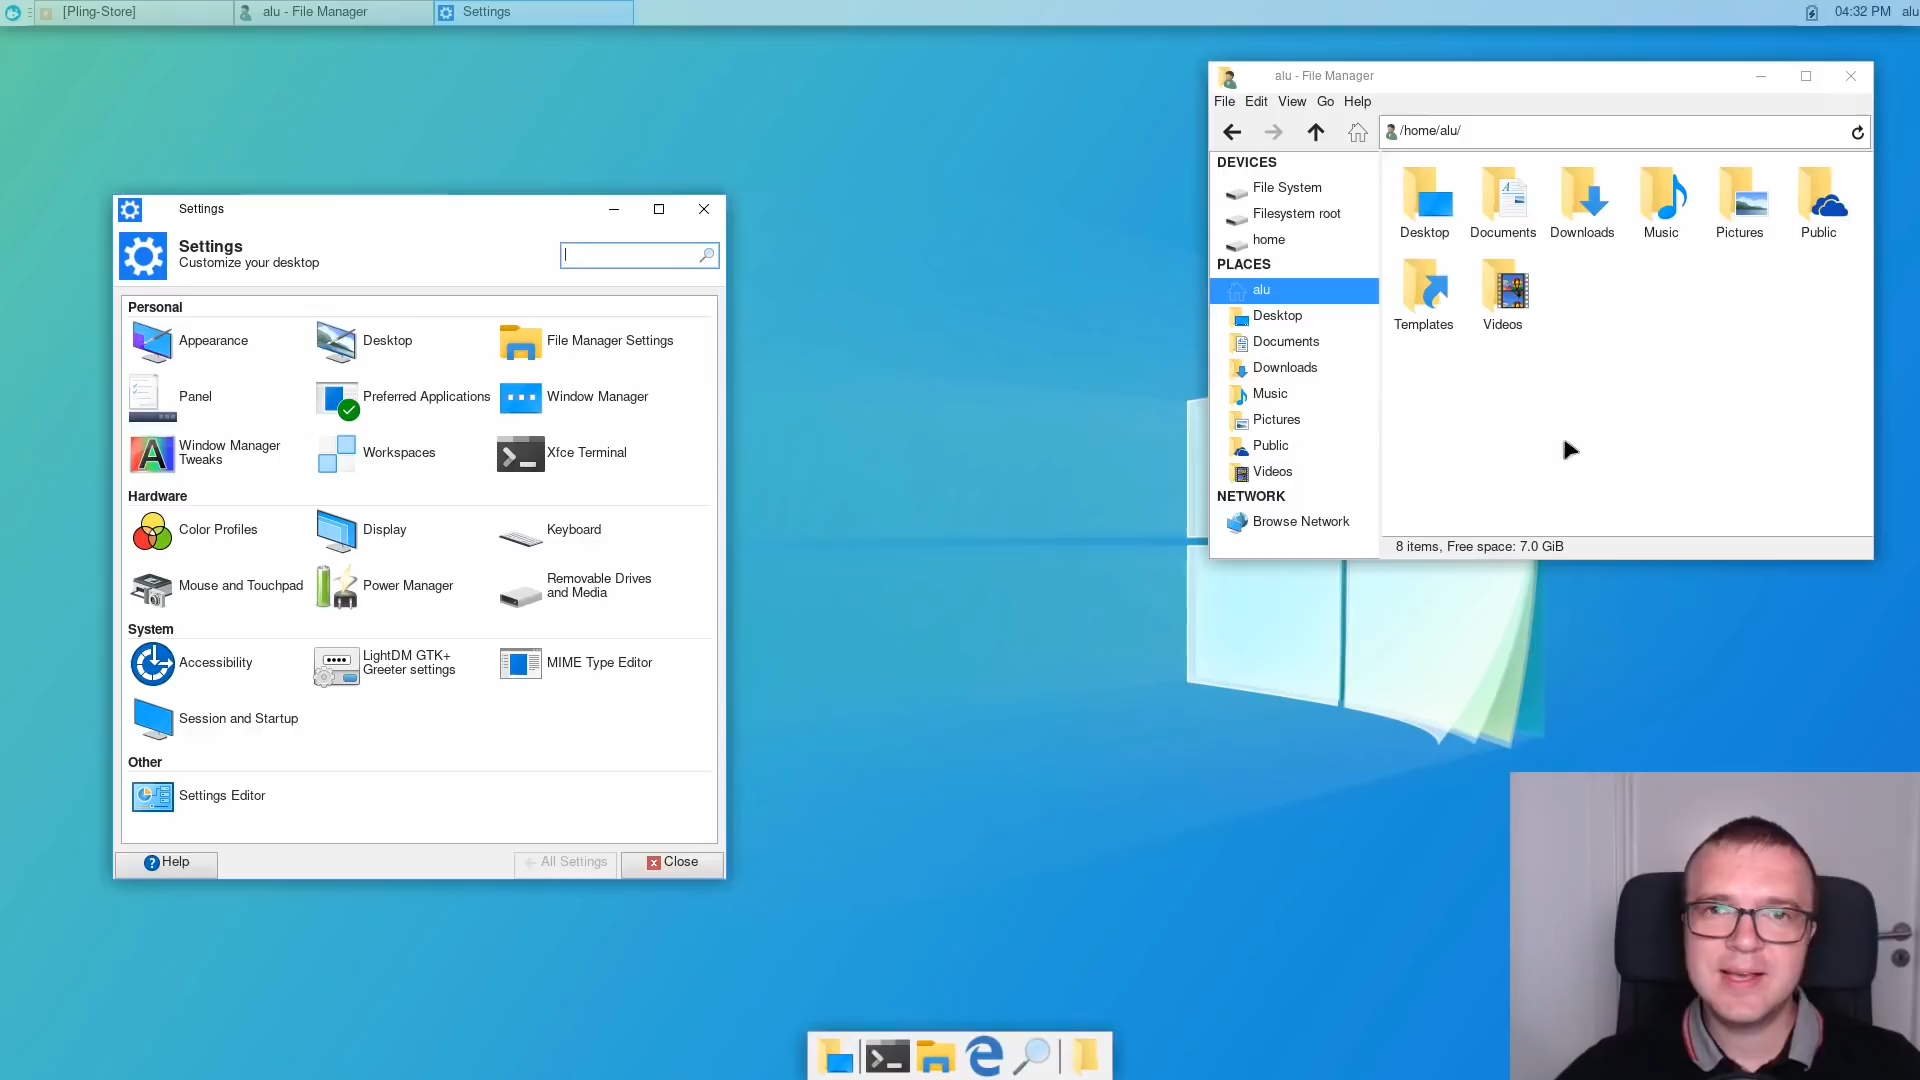 [Pling-Store]
alu - File Manager
Settings
04:32 PM
alu
alu - File Manager
File Edit View Go Help
/home/alu/
DEVICES
File System
Filesystem root
home
PLACES
alu
Desktop
Documents
Downloads
Music
Pictures
Public
Videos
NETWORK
Browse Network
Desktop Documents Downloads Music Pictures Public
Templates Videos
8 items, Free space: 7.0 GiB
Settings
Settings
Customize your desktop
Personal
Appearance
Desktop
File Manager Settings
Panel
Preferred Applications
Window Manager
Window Manager
Tweaks
Workspaces
Xfce Terminal
Hardware
Color Profiles
Display
Keyboard
Mouse and Touchpad
Power Manager
Removable Drives
and Media
System
Accessibility
LightDM GTK+
Greeter settings
MIME Type Editor
Session and Startup
Other
Settings Editor
Help
All Settings
Close